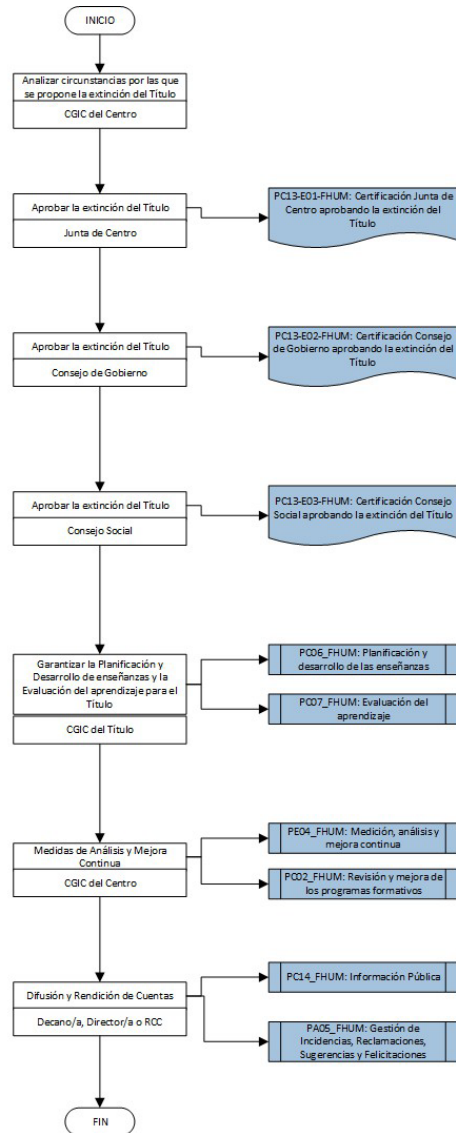 INICIO
Analizar circunstancias por las que
se propone la extinción del Título
CGIC del Centro
Aprobar la extinción del Título
Junta de Centro
PC13-E01-FHUM: Certificación Junta de
Centro aprobando la extinción del
Título
Aprobar la extinción del Título
Consejo de Gobierno
PC13-E02-FHUM: Certificación Consejo
de Gobierno aprobando la extinción del
Título
Aprobar la extinción del Título
Consejo Social
PC13-E03-FHUM: Certificación Consejo
Social aprobando la extinción del Título
Garantizar la Planificación y
Desarrollo de enseñanzas y la
Evaluación del aprendizaje para el
Título
CGIC del Título
PC06_FHUM: Planificación y
desarrollo de las enseñanzas
PC07_FHUM: Evaluación del
aprendizaje
Medidas de Análisis y Mejora
Continua
CGIC del Centro
PE04_FHUM: Medición, análisis y
mejora continua
PC02_FHUM: Revisión y mejora de
los programas formativos
Difusión y Rendición de Cuentas
Decano/a, Director/a o RCC
PC14_FHUM: Información Pública
PA05_FHUM: Gestión de
Incidencias, Reclamaciones,
Sugerencias y Felicitaciones
FIN